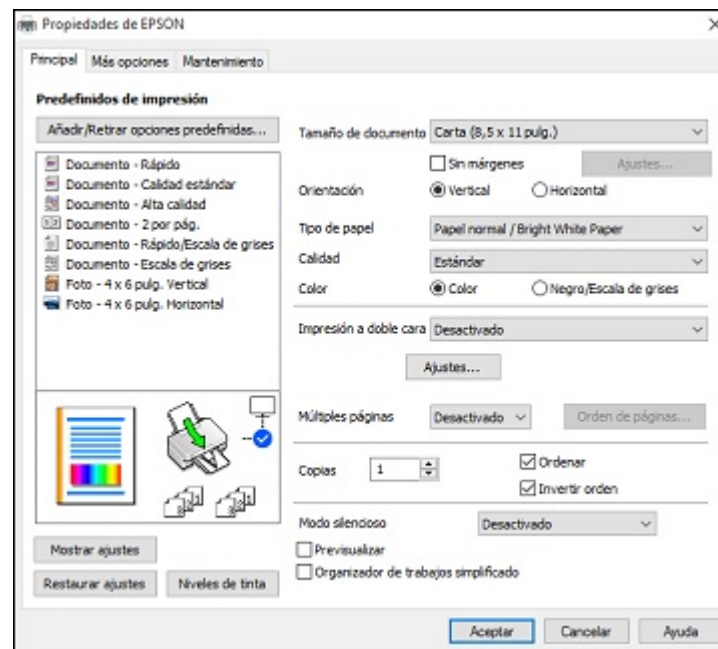 Propiedades de EPSON
Principal Más opciones Mantenimiento
Predefinidos de impresión
Añadir/Retirar opciones predefinidas...
Documento - Rápido
Documento - Calidad estándar
Documento - Alta calidad
Documento - 2 por pág.
Documento - Rápido/Escala de grises
Documento - Escala de grises
Foto - 4 x 6 pulg. Vertical
Foto - 4 x 6 pulg. Horizontal
Mostrar ajustes
Restaurar ajustes Niveles de tinta
Tamaño de documento Carta (8,5 x 11 pulg.)
Sin márgenes Ajustes...
Orientación Vertical Horizontal
Tipo de papel Papel normal / Bright White Paper
Calidad Estándar
Color Color Negro/Escala de grises
Impresión a doble cara Desactivado
Ajustes...
Múltiples páginas Desactivado Orden de páginas...
Copias 1 Ordenar
Invertir orden
Modo silencioso Desactivado
Previsualizar
Organizador de trabajos simplificado
Aceptar Cancelar Ayuda